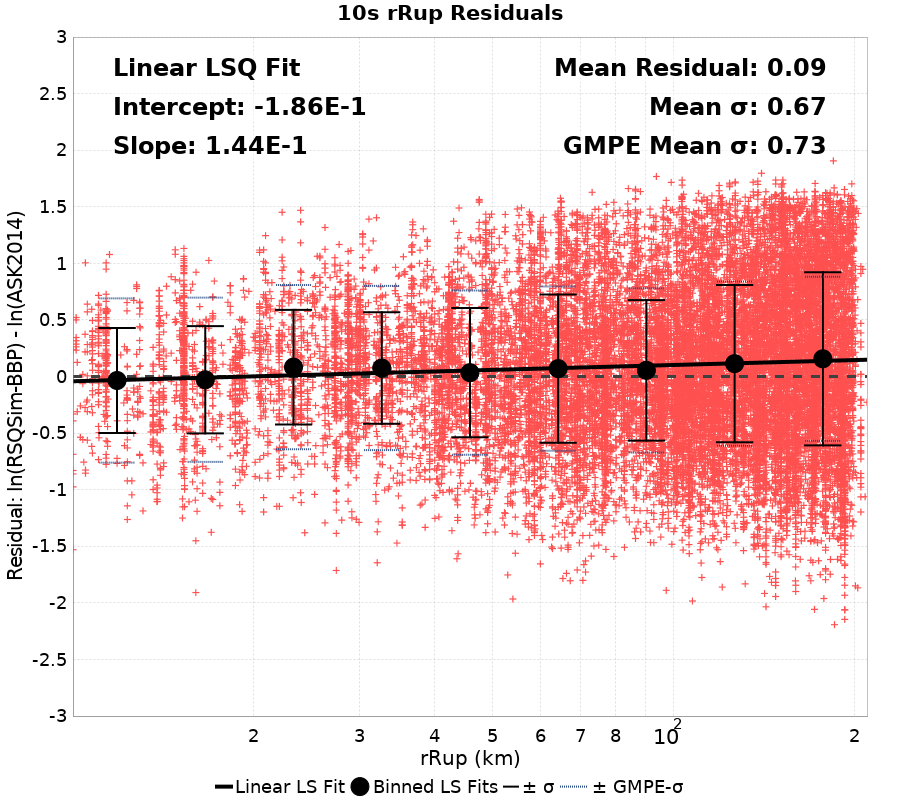 10s rRup Residuals
Linear LSQ Fit
Intercept: -1.86E-1
Slope: 1.44E-1
Mean Residual: 0.09
Mean σ: 0.67
GMPE Mean σ: 0.73
Residual: ln(RSQSim-BBP) - ln(ASK2014)
3
2.5
2
1.5
1
0.5
0
-0.5
-1
-1.5
-2
-2.5
-3
2 3 4 5 6 7 8 10² 2
rRup (km)
Linear LS Fit Binned LS Fits ± σ ± GMPE-σ